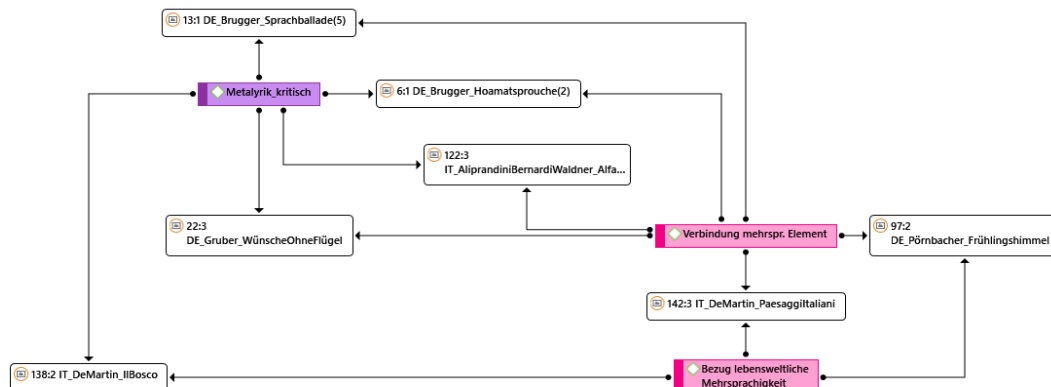 13:1 DE_Brugger_Sprachballade(5)
Metalyrik_kritisch
6:1 DE_Brugger_Hoamatsprouche(2)
122:3
IT_AliprandiniBernardiWaldner_Alfa...
22:3
DE_Gruber_WünscheOhneFlügel
Verbindung mehrspr. Element
97:2
DE_Pörnbacher_Frühlingshimmel
142:3 IT_DeMartin_PaesaggiItaliani
138:2 IT_DeMartin_IlBosco
Bezug lebensweltliche
Mehrsprachigkeit